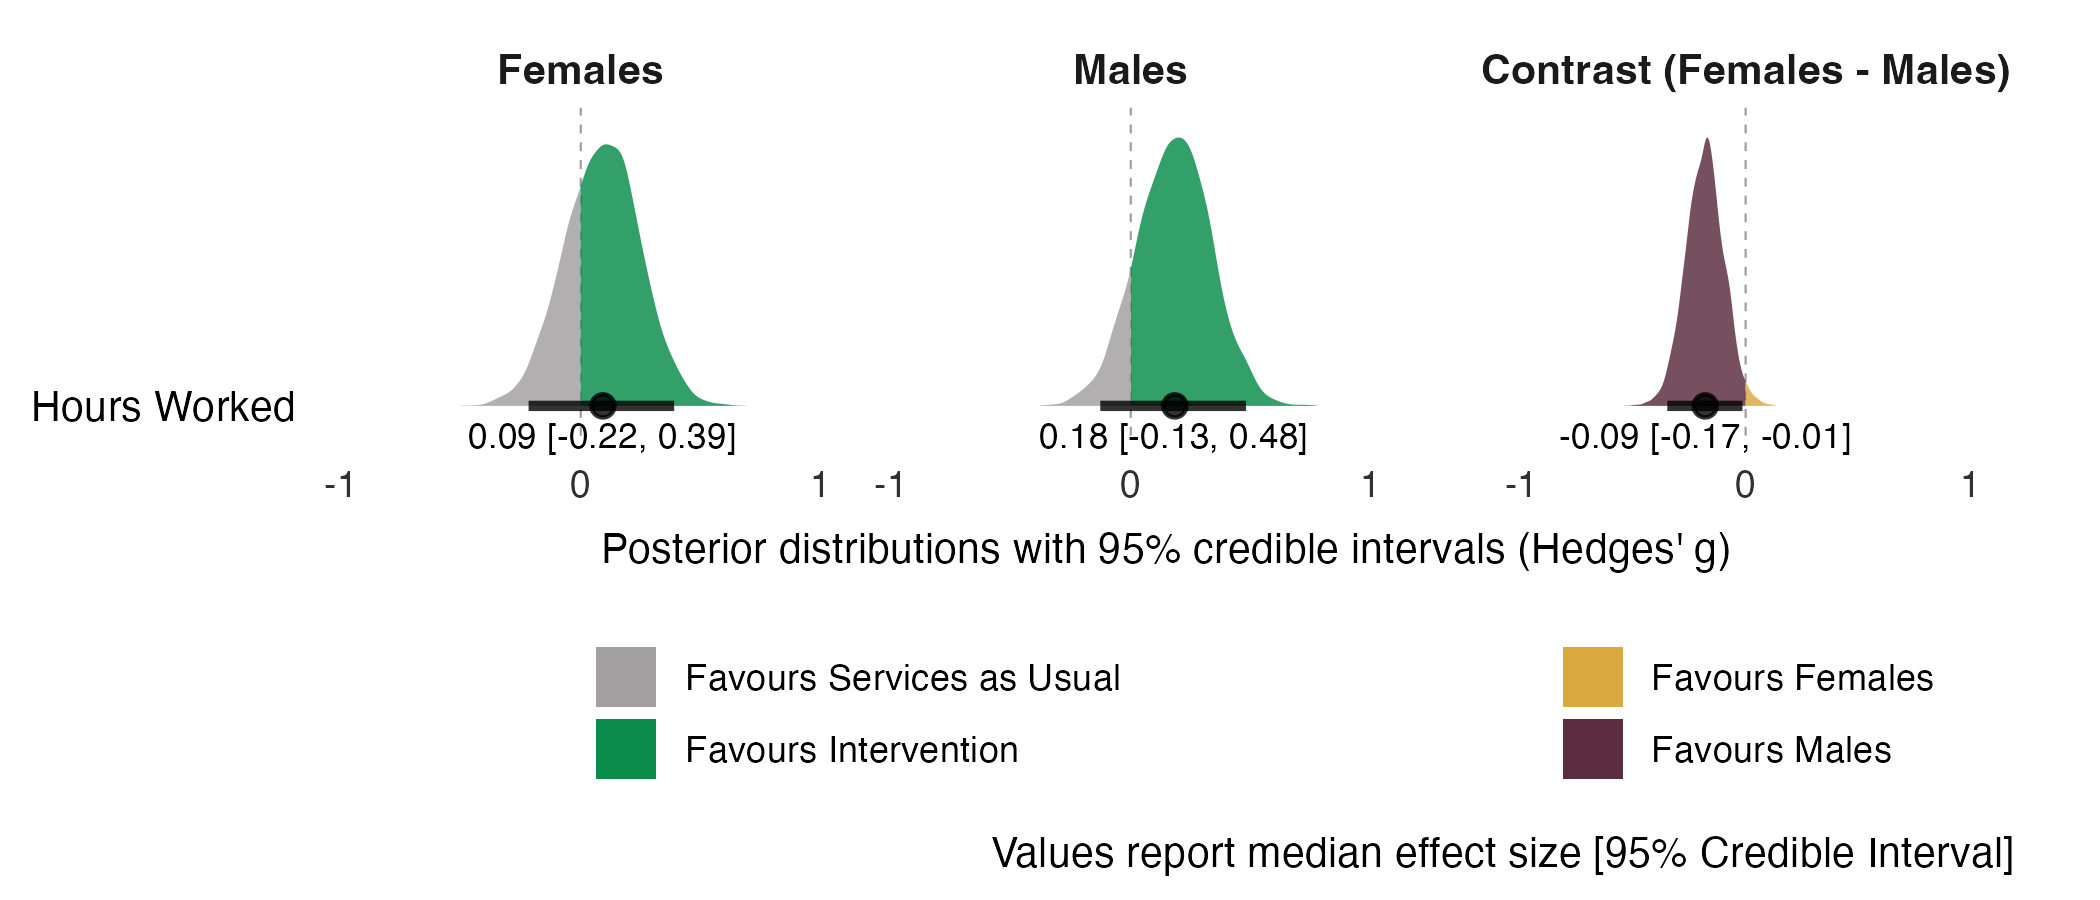 Females Males Contrast (Females - Males)
Hours Worked
0.09 [-0.22, 0.39] 0.18 [-0.13, 0.48] -0.09 [-0.17, -0.01]
-1 0 1 -1 0 1 -1 0 1
Posterior distributions with 95% credible intervals (Hedges' g)
Favours Services as Usual Favours Females
Favours Intervention Favours Males
Values report median effect size [95% Credible Interval]